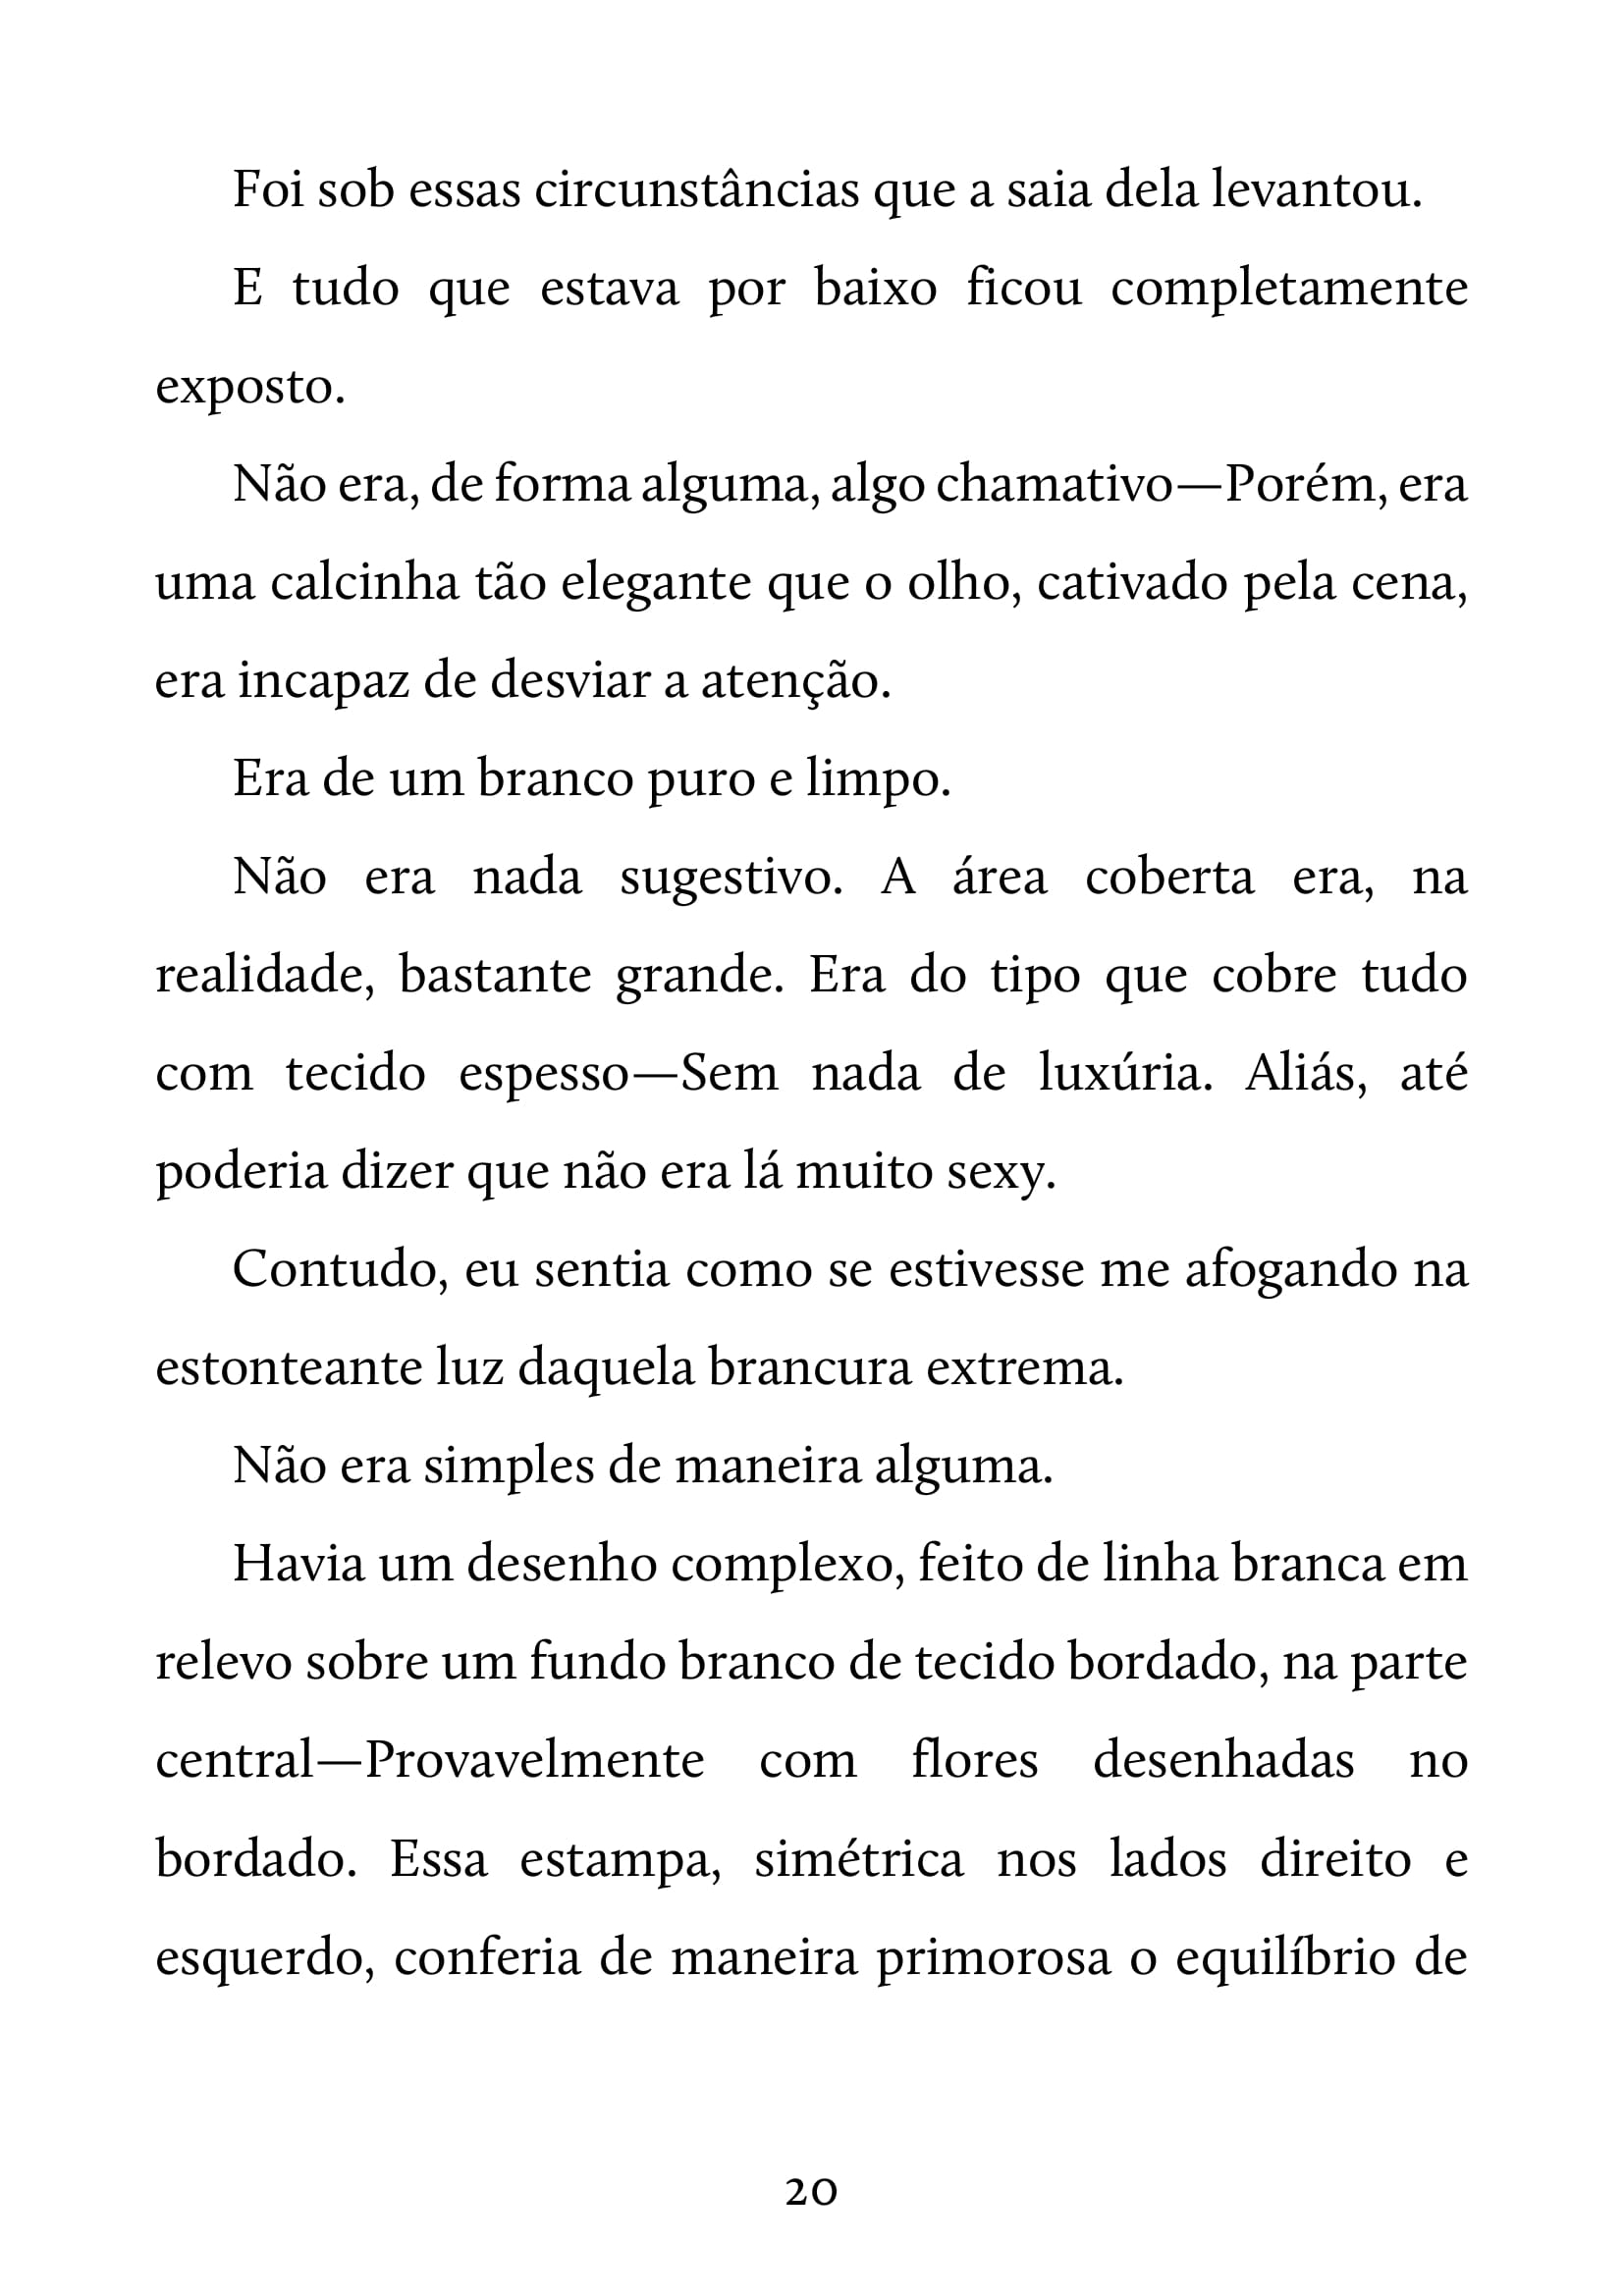 Foi sob essas circunstâncias que a saia dela levantou.
E tudo que estava por baixo ficou completamente
exposto.
Não era, de forma alguma, algo chamativo—Porém, era
uma calcinha tão elegante que o olho, cativado pela cena,
era incapaz de desviar a atenção.
Era de um branco puro e limpo.
Não era nada sugestivo. A área coberta era, na
realidade, bastante grande. Era do tipo que cobre tudo
com tecido espesso—Sem nada de luxúria. Aliás, até
poderia dizer que não era lá muito sexy.
Contudo, eu sentia como se estivesse me afogando na
estonteante luz daquela brancura extrema.
Não era simples de maneira alguma.
Havia um desenho complexo, feito de linha branca em
relevo sobre um fundo branco de tecido bordado, na parte
central—Provavelmente com flores desenhadas no
bordado. Essa estampa, simétrica nos lados direito e
esquerdo, conferia de maneira primorosa o equilíbrio de
20